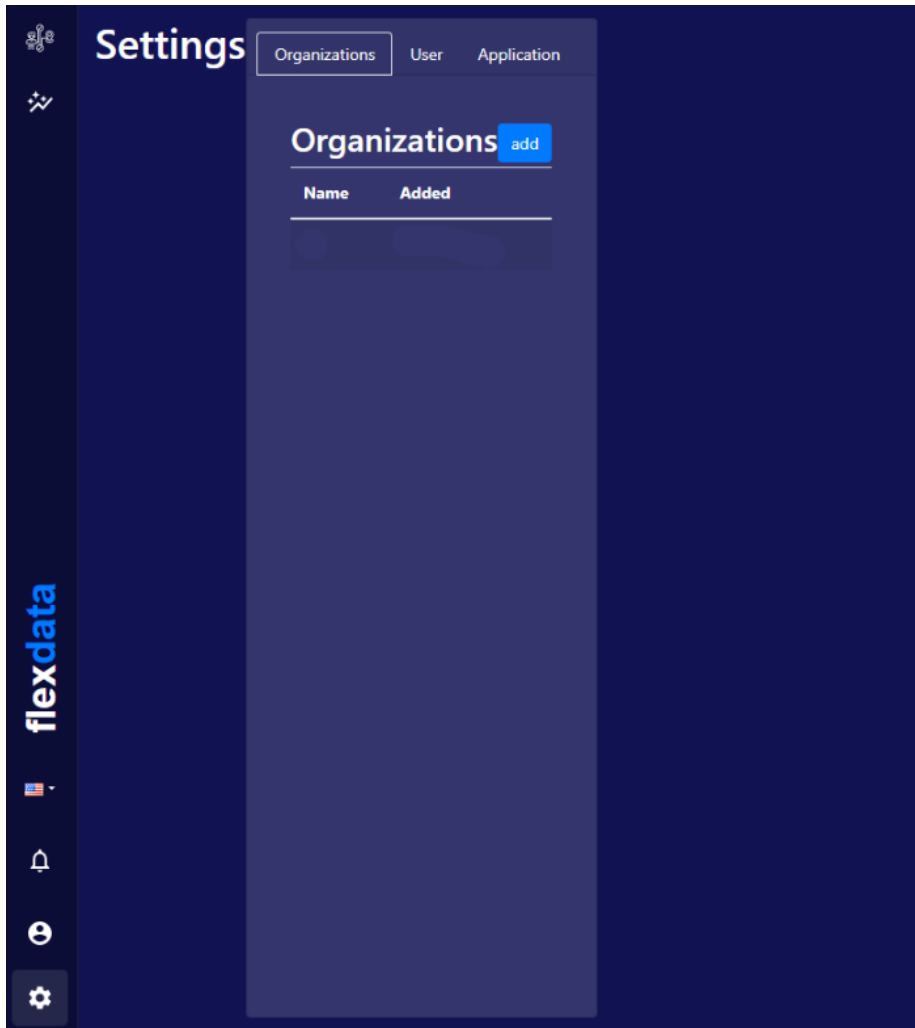 Settings
Organizations User Application
Organizations add
Name Added
flexdata